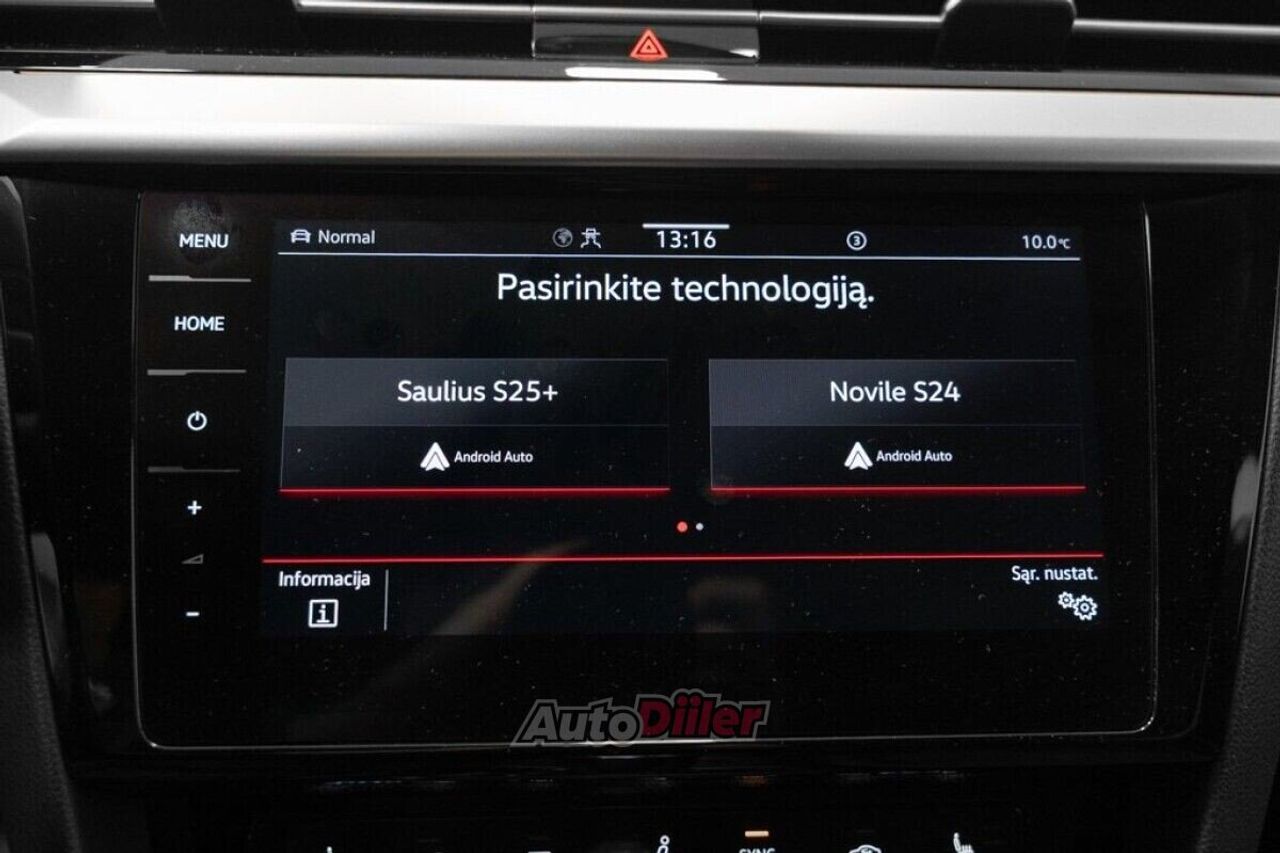 MENU
Normal
13:16
3
10.0°C
Pasirinkite technologiją.
HOME
Saulius S25+
Novile S24
Android Auto
Android Auto
+
-
Informacija
i
Sąr. nustat.
AutoDiiler
SYNC